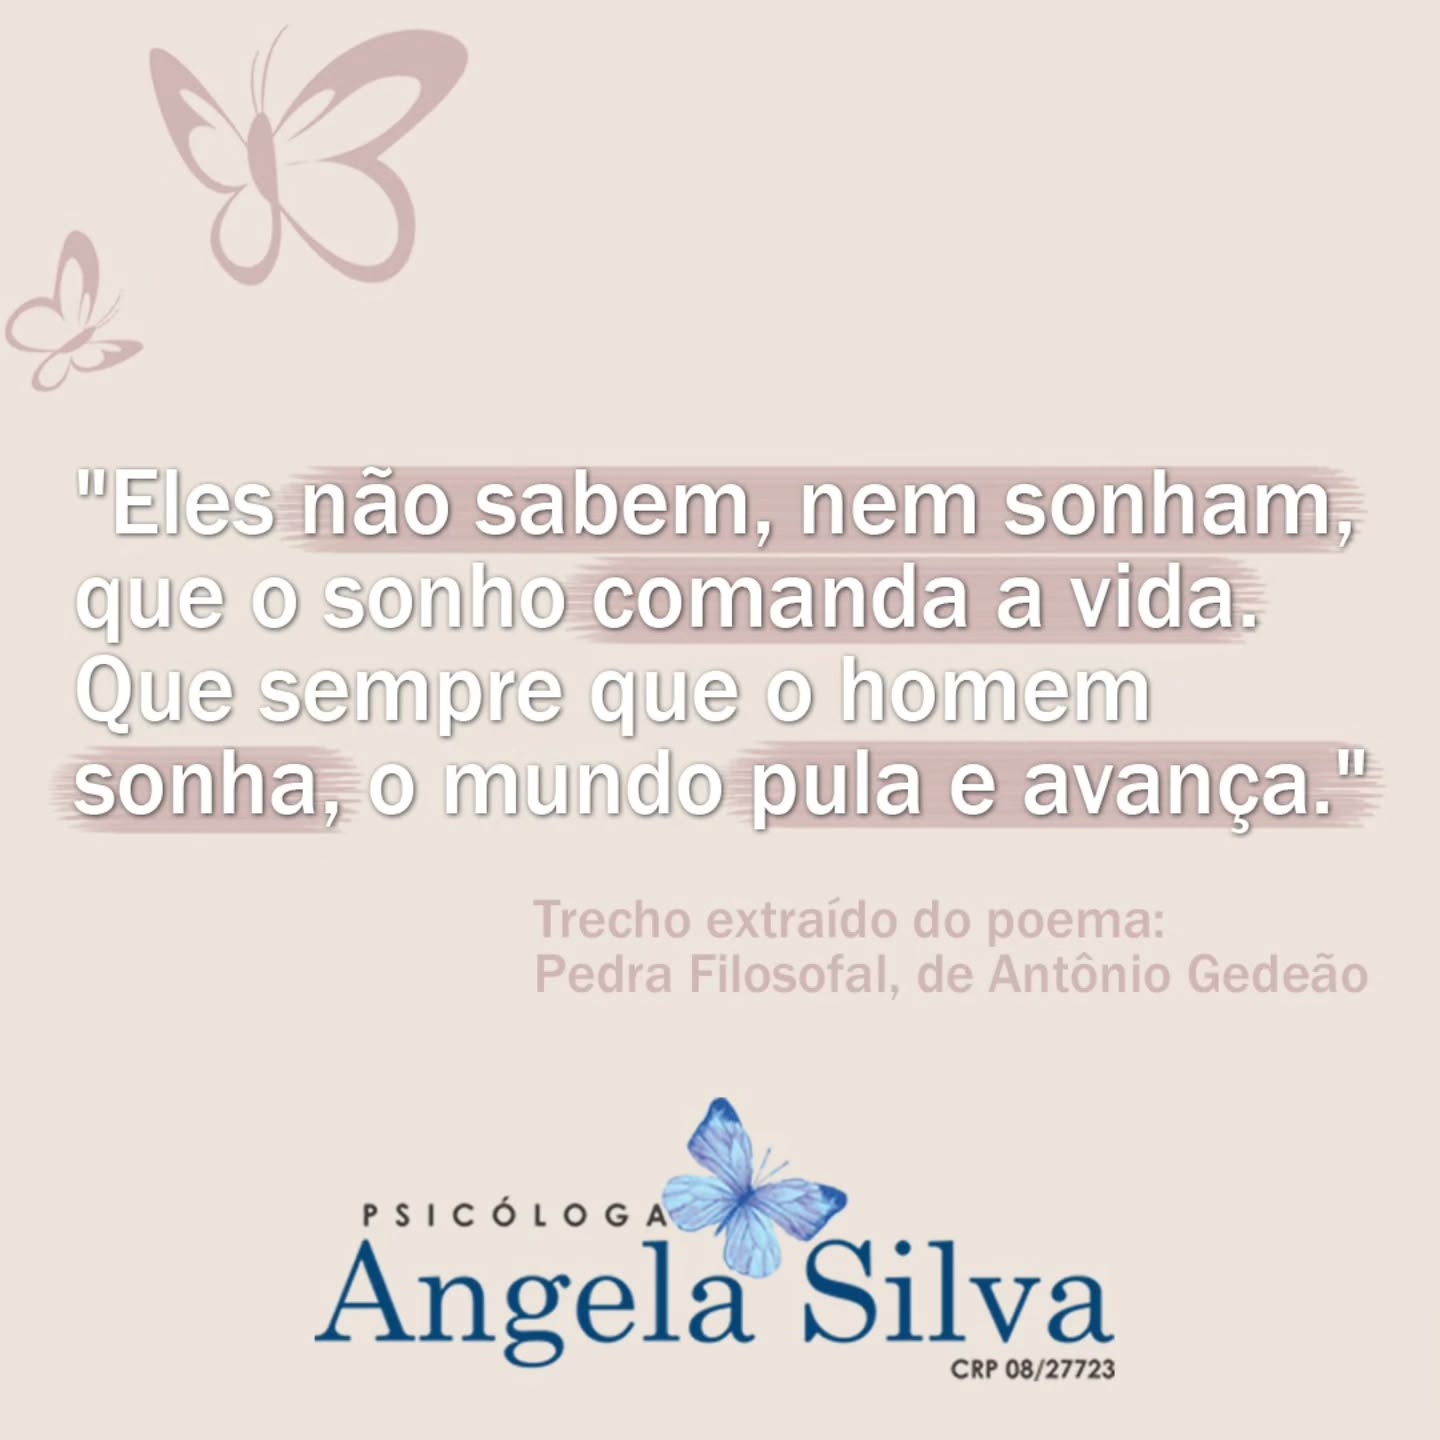 "Eles não sabem, nem sonham,
que o sonho comanda a vida.
Que sempre que o homem
sonha, o mundo pula e avança."
Trecho extraído do poema:
Pedra Filosofal, de Antônio Gedeão
PSICÓLOGA
Angela Silva
CRP 08/27723